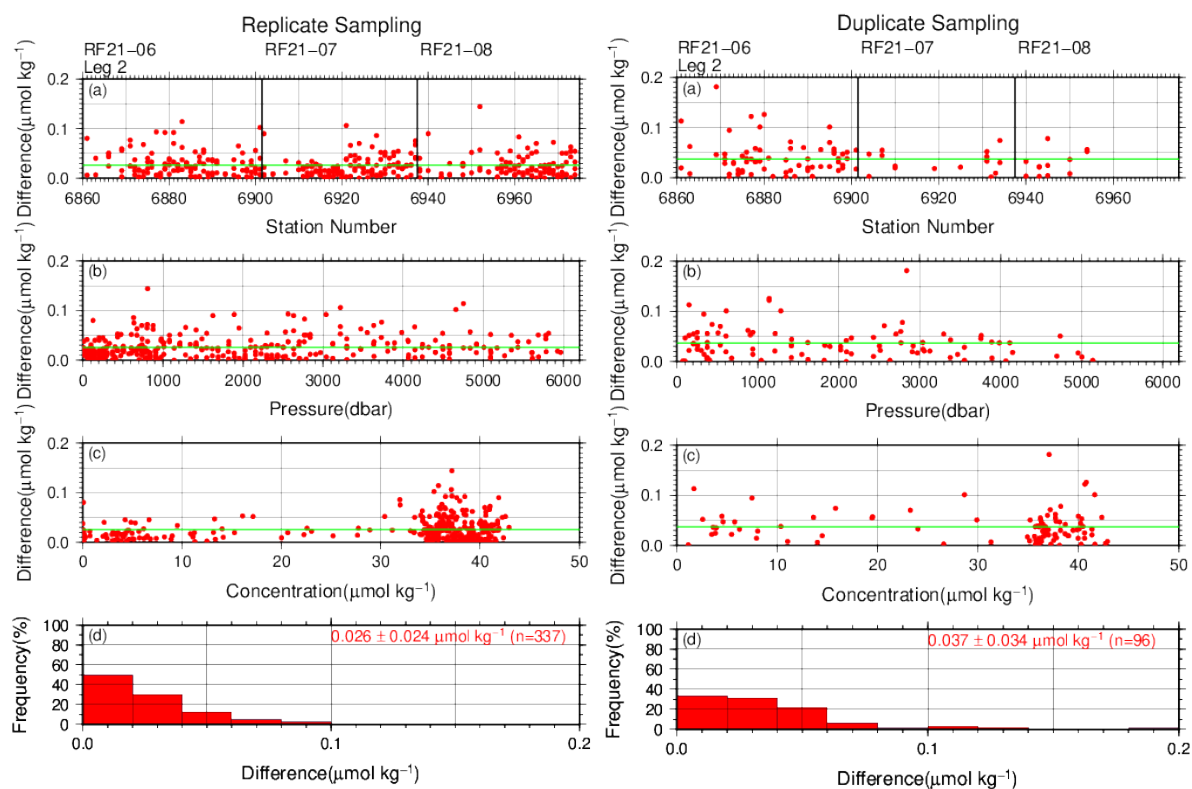 Replicate Sampling
RF21−06 RF21−07 RF21−08
Leg 2
(a)
Difference(μmol kg⁻¹)
0.2
0.1
0.0
6860 6880 6900 6920 6940 6960
Station Number
(b)
Difference(μmol kg⁻¹)
0.2
0.1
0.0
0 1000 2000 3000 4000 5000 6000
Pressure(dbar)
(c)
Difference(μmol kg⁻¹)
0.2
0.1
0.0
0 10 20 30 40 50
Concentration(μmol kg⁻¹)
(d)
0.026 ± 0.024 μmol kg⁻¹ (n=337)
Frequency(%)
100
80
60
40
20
0
0.0 0.1 0.2
Difference(μmol kg⁻¹)
Duplicate Sampling
RF21−06 RF21−07 RF21−08
Leg 2
(a)
Difference(μmol kg⁻¹)
0.2
0.1
0.0
6860 6880 6900 6920 6940 6960
Station Number
(b)
Difference(μmol kg⁻¹)
0.2
0.1
0.0
0 1000 2000 3000 4000 5000 6000
Pressure(dbar)
(c)
Difference(μmol kg⁻¹)
0.2
0.1
0.0
0 10 20 30 40 50
Concentration(μmol kg⁻¹)
(d)
0.037 ± 0.034 μmol kg⁻¹ (n=96)
Frequency(%)
100
80
60
40
20
0
0.0 0.1 0.2
Difference(μmol kg⁻¹)